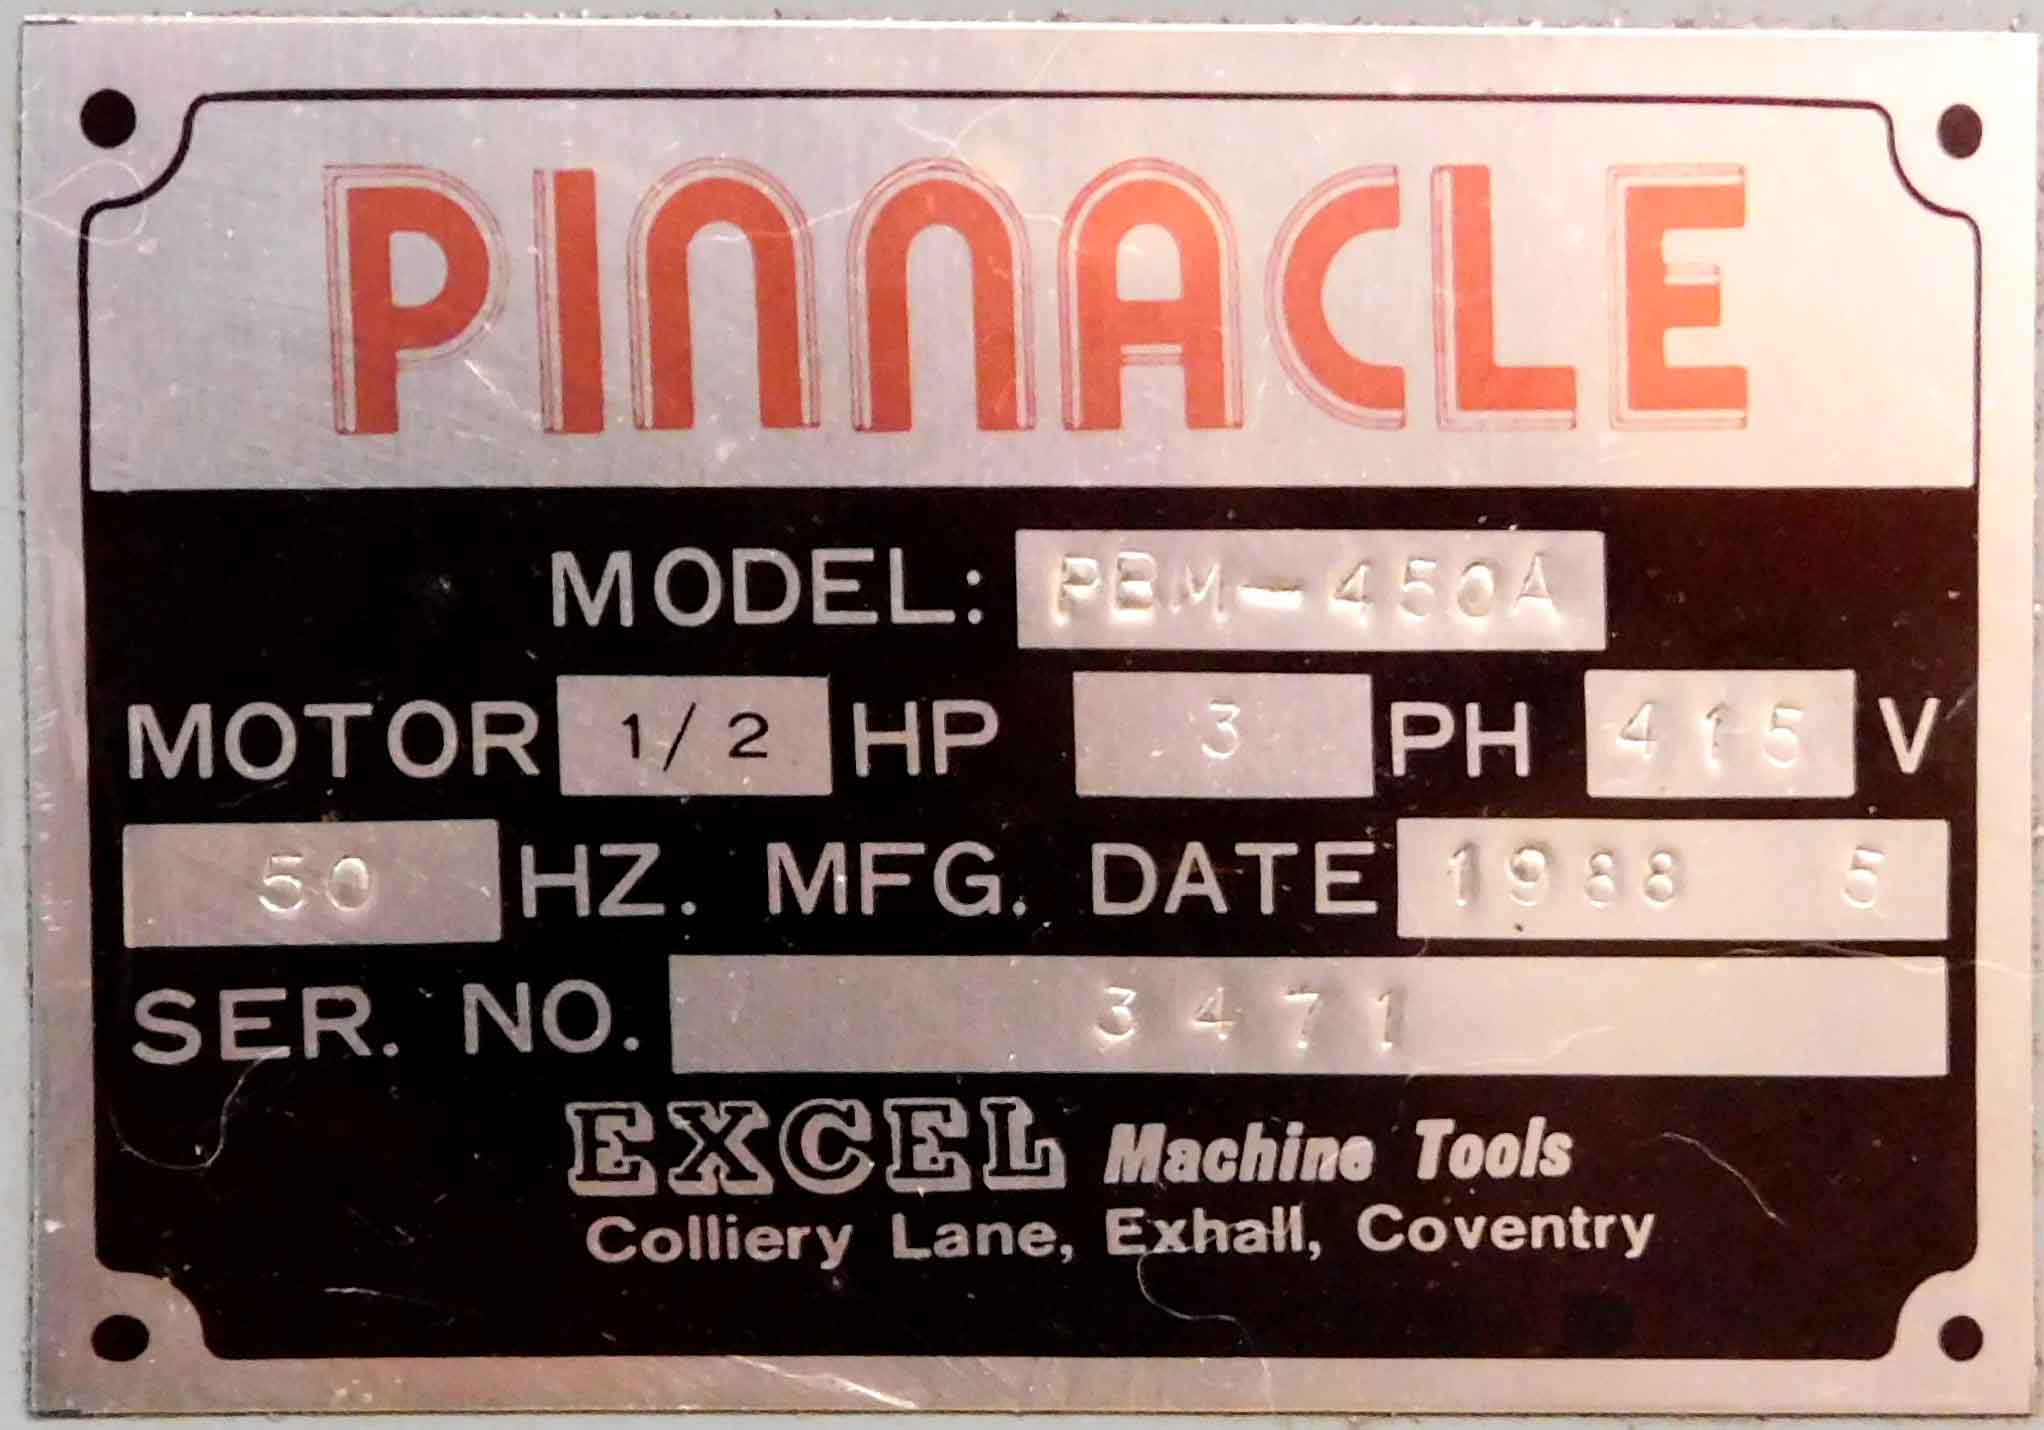 PINNACLE
MODEL: PBM-450A
MOTOR 1/2 HP 3 PH 415 V
50 HZ. MFG. DATE 1988 5
SER. NO. 3471
EXCEL Machine Tools
Colliery Lane, Exhall, Coventry